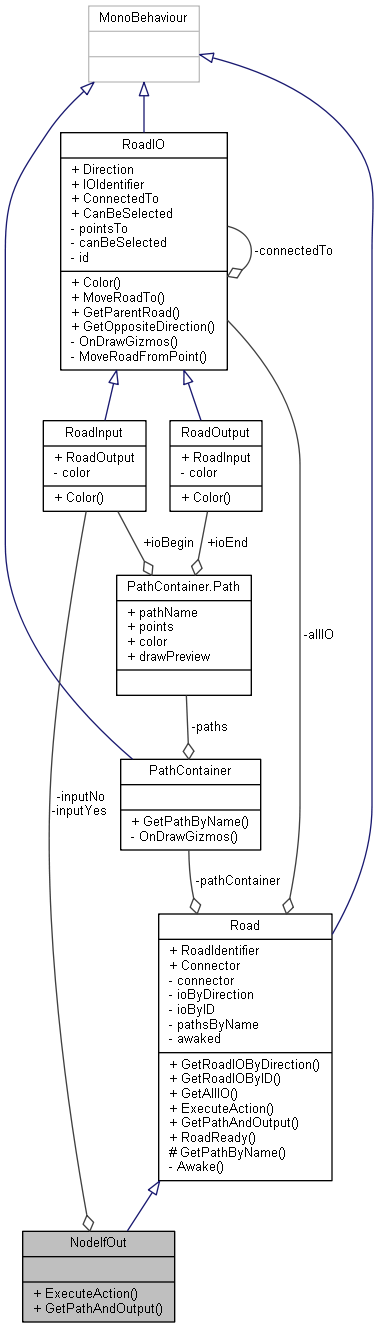 MonoBehaviour
RoadIO
+ Direction
+ IOIdentifier
+ ConnectedTo
+ CanBeSelected
- pointsTo
- canBeSelected
- id
+ Color()
+ MoveRoadTo()
+ GetParentRoad()
+ GetOppositeDirection()
- OnDrawGizmos()
- MoveRoadFromPoint()
-connectedTo
RoadInput
+ RoadOutput
- color
+ Color()
RoadOutput
+ RoadInput
- color
+ Color()
+ioBegin
+ioEnd
PathContainer.Path
+ pathName
+ points
+ color
+ drawPreview
-allIO
-paths
PathContainer
+ GetPathByName()
- OnDrawGizmos()
-inputNo
-inputYes
-pathContainer
Road
+ RoadIdentifier
+ Connector
- connector
- ioByDirection
- ioByID
- pathsByName
- awaked
+ GetRoadIOByDirection()
+ GetRoadIOByID()
+ GetAllIO()
+ ExecuteAction()
+ GetPathAndOutput()
+ RoadReady()
# GetPathByName()
- Awake()
NodeIfOut
+ ExecuteAction()
+ GetPathAndOutput()